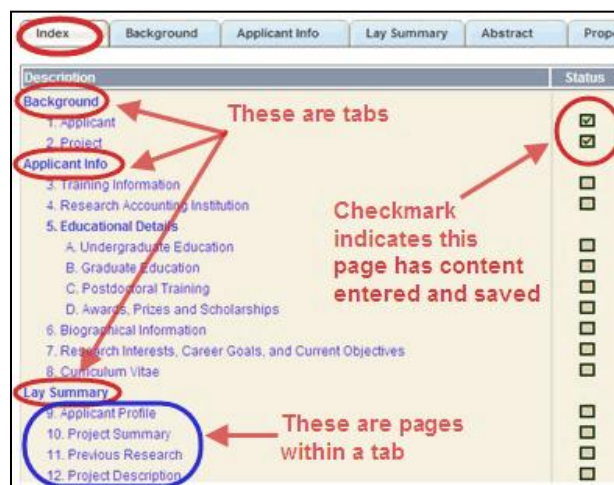 Index Background Applicant Info Lay Summary Abstract
Description Status
Background
1. Applicant
2. Project
Applicant Info
3. Training Information
4. Research Accounting Institution
5. Educational Details
A. Undergraduate Education
B. Graduate Education
C. Postdoctoral Training
D. Awards, Prizes and Scholarships
6. Biographical Information
7. Research Interests, Career Goals, and Current Objectives
8. Curriculum Vitae
Lay Summary
9. Applicant Profile
10. Project Summary
11. Previous Research
12. Project Description
These are tabs
Checkmark
indicates this
page has content
entered and saved
These are pages
within a tab